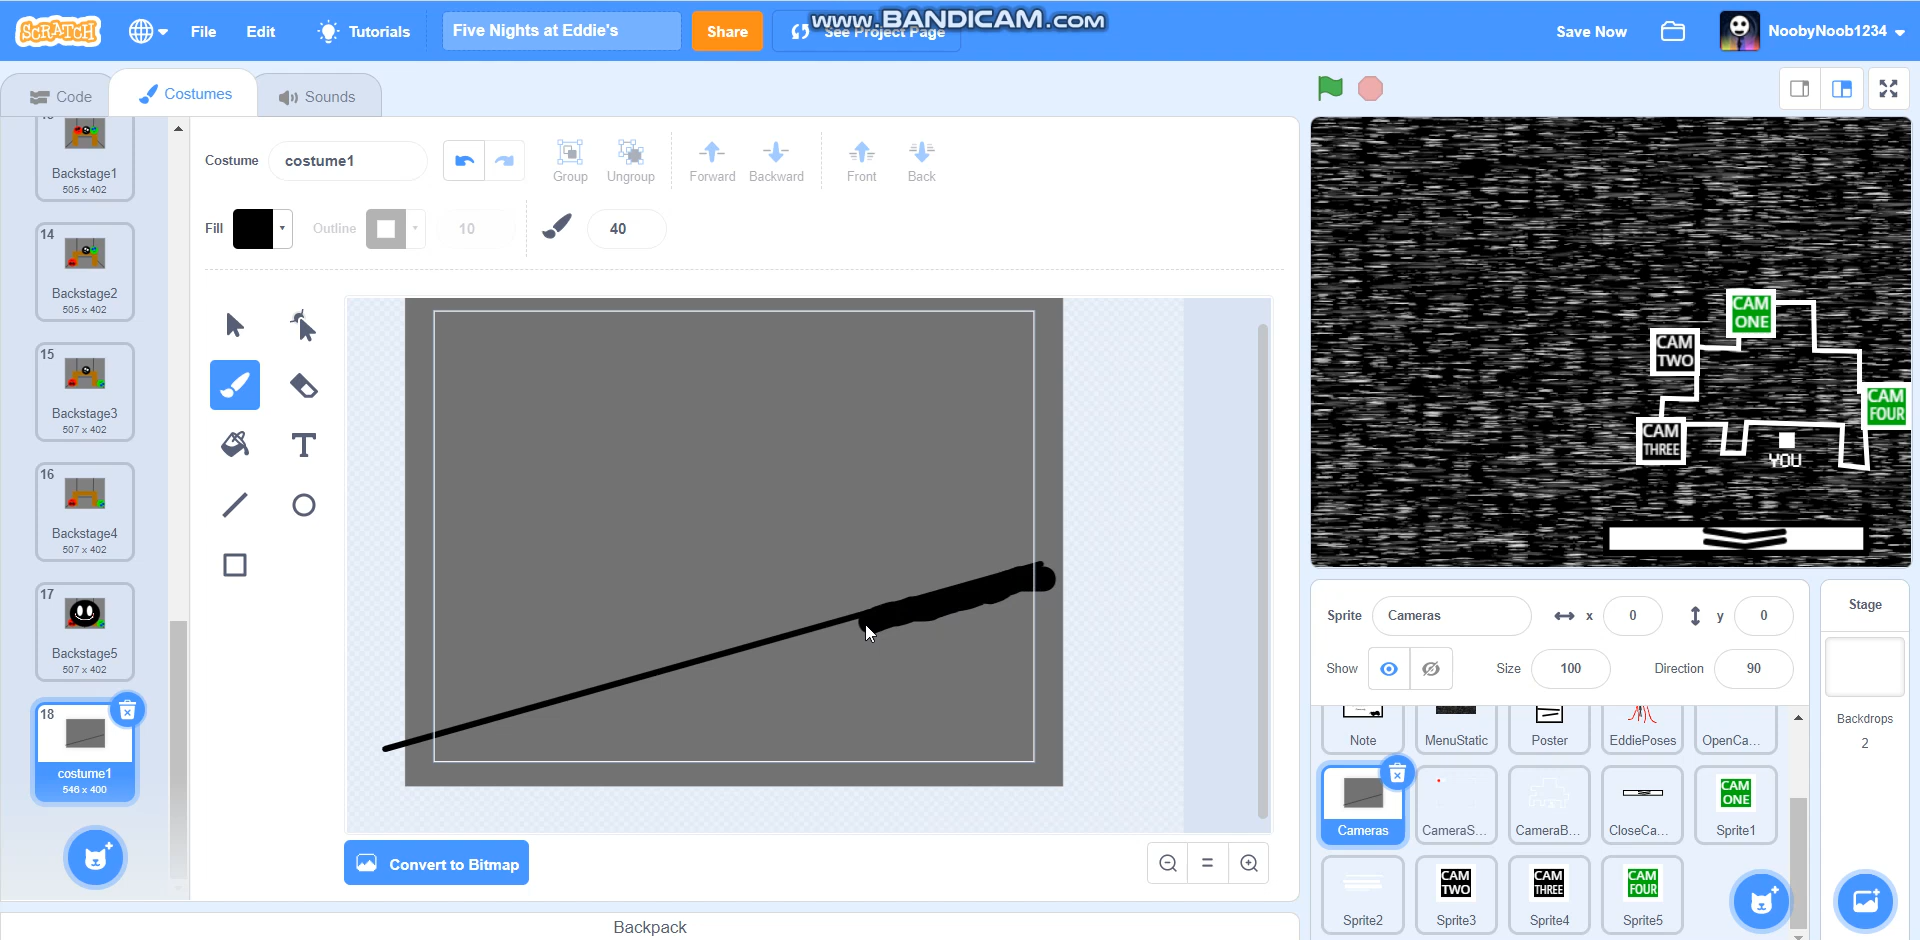 SCRATCH
File
Edit
Tutorials
Five Nights at Eddie's
Share
See Project Page
www.BANDICAM.com
Save Now
NoobyNoob1234
Code
Costumes
Sounds
Costume
costume1
Group
Ungroup
Forward
Backward
Front
Back
Fill
Outline
10
40
Backstage1
505 x 402
14
Backstage2
505 x 402
15
Backstage3
507 x 402
16
Backstage4
507 x 402
17
Backstage5
507 x 402
18
costume1
546 x 400
Convert to Bitmap
Backpack
CAM
ONE
CAM
TWO
CAM
FOUR
CAM
THREE
YOU
Sprite
Cameras
x
0
y
0
Show
Size
100
Direction
90
Stage
Backdrops
2
Note
MenuStatic
Poster
EddiePoses
OpenCa...
Cameras
CameraS...
CameraB...
CloseCa...
CAM
ONE
Sprite1
Sprite2
CAM
TWO
Sprite3
CAM
THREE
Sprite4
CAM
FOUR
Sprite5